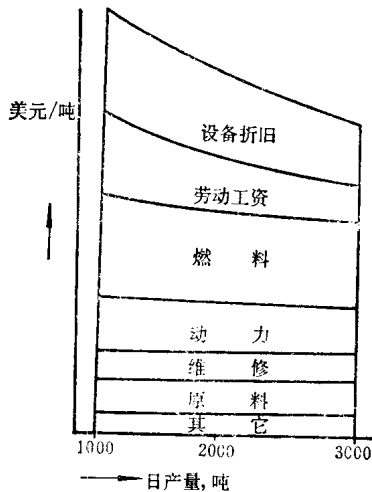 美元/吨
设备折旧
劳动工资
燃 料
动 力
维 修
原 料
其 它
1000 2000 3000
日产量,吨